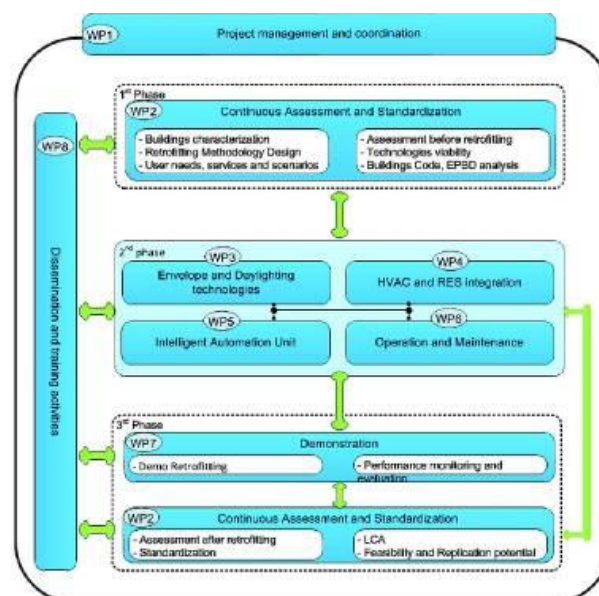 WP1
Project management and coordination
1st Phase
WP2
Continuous Assessment and Standardization
- Buildings characterization
- Retrofitting Methodology Design
- User needs, services and scenarios
- Assessment before retrofitting
- Technologies viability
- Buildings Code, EPBD analysis
WP8
Dissemination and training activities
2nd phase
WP3
Envelope and Daylighting
technologies
WP4
HVAC and RES integration
WP5
Intelligent Automation Unit
WP6
Operation and Maintenance
3rd Phase
WP7
Demonstration
- Demo Retrofitting
- Performance monitoring and
evaluation
WP2
Continuous Assessment and Standardization
- Assessment after retrofitting
- Standardization
- LCA
- Feasibility and Replication potential